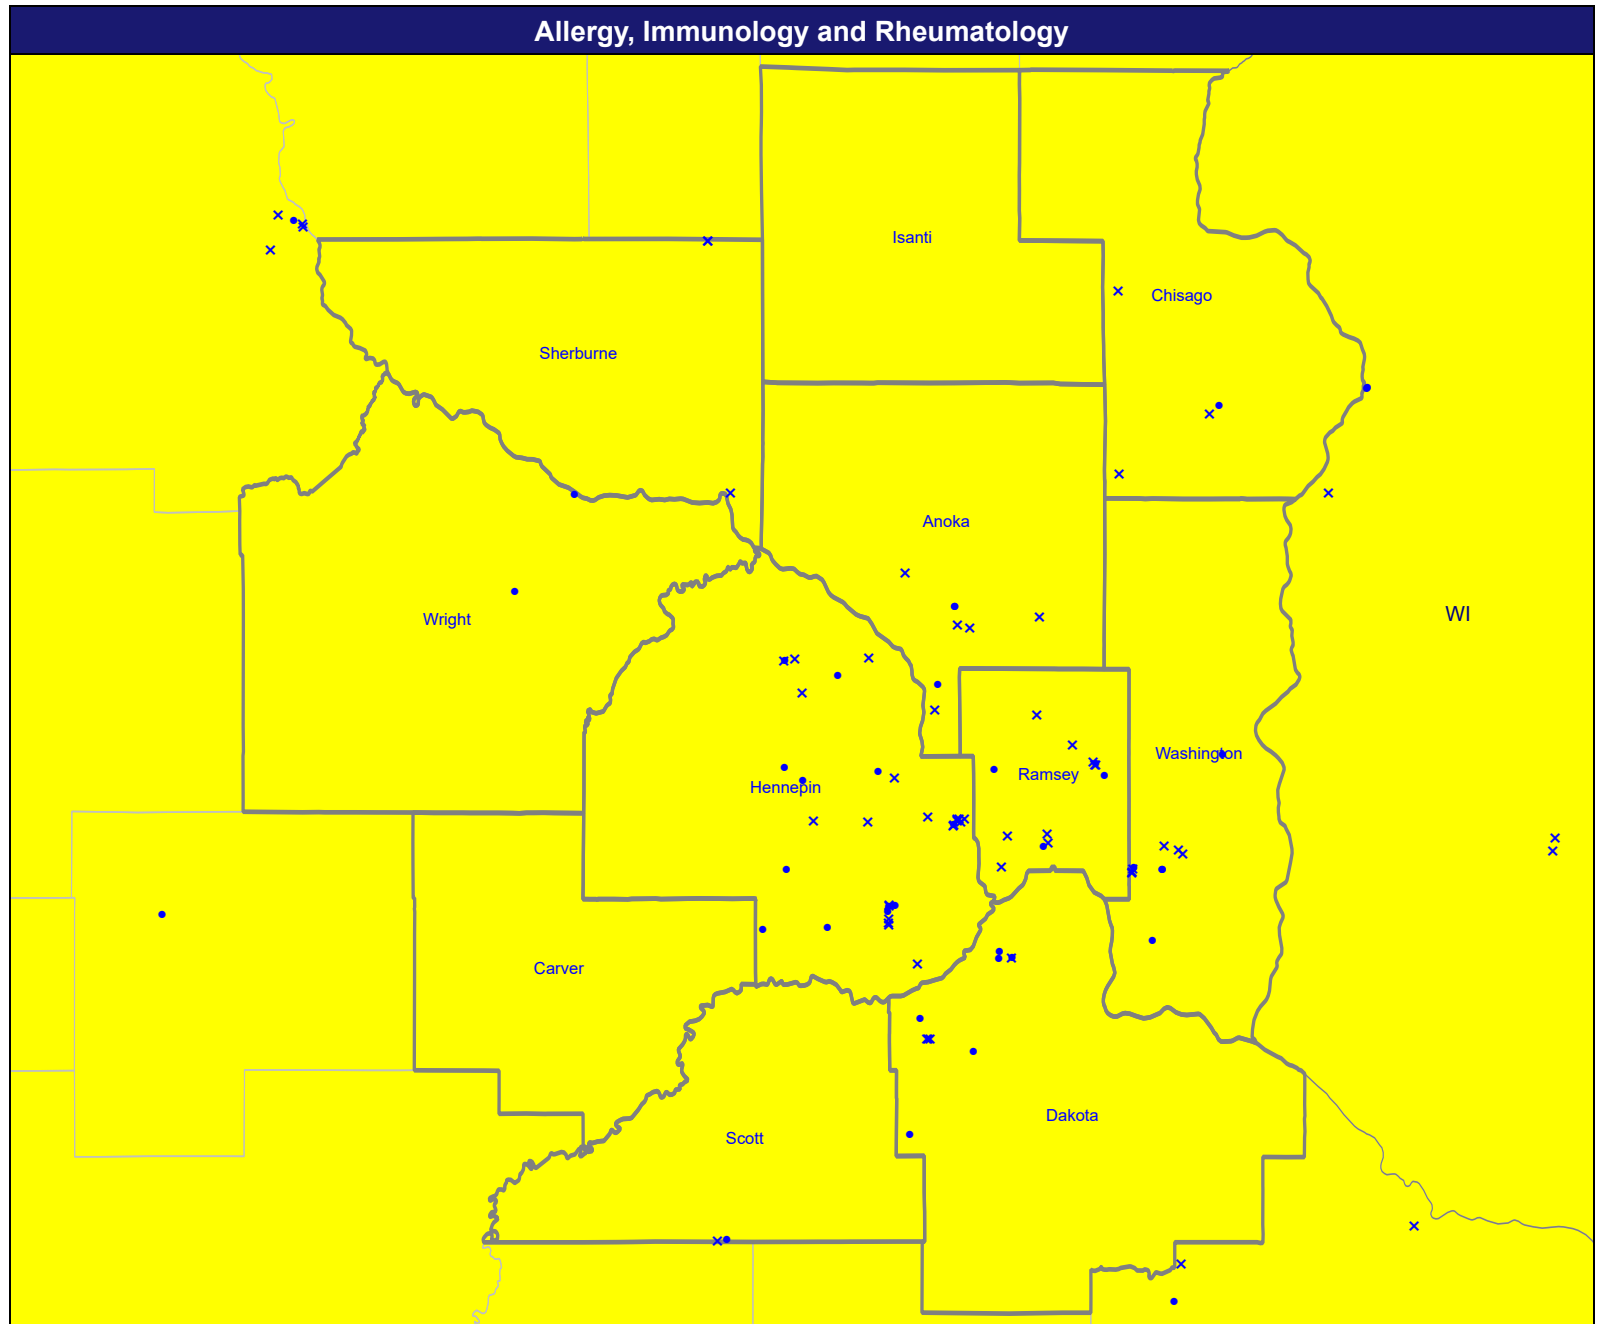 Allergy, Immunology and Rheumatology
Isanti
Chisago
Sherburne
Anoka
Wright
WI
Washington
Ramsey
Hennepin
Carver
Dakota
Scott